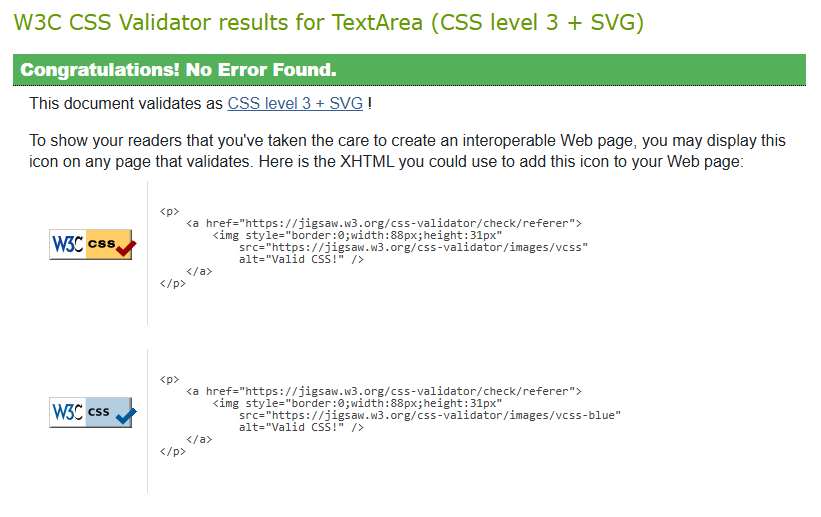 W3C CSS Validator results for TextArea (CSS level 3 + SVG)
Congratulations! No Error Found.
This document validates as CSS level 3 + SVG !
To show your readers that you've taken the care to create an interoperable Web page, you may display this
icon on any page that validates. Here is the XHTML you could use to add this icon to your Web page:
W3C css
<p>
    <a href="https://jigsaw.w3.org/css-validator/check/referer">
        <img style="border:0;width:88px;height:31px"
            src="https://jigsaw.w3.org/css-validator/images/vcss"
            alt="Valid CSS!" />
    </a>
</p>
W3C css
<p>
    <a href="https://jigsaw.w3.org/css-validator/check/referer">
        <img style="border:0;width:88px;height:31px"
            src="https://jigsaw.w3.org/css-validator/images/vcss-blue"
            alt="Valid CSS!" />
    </a>
</p>